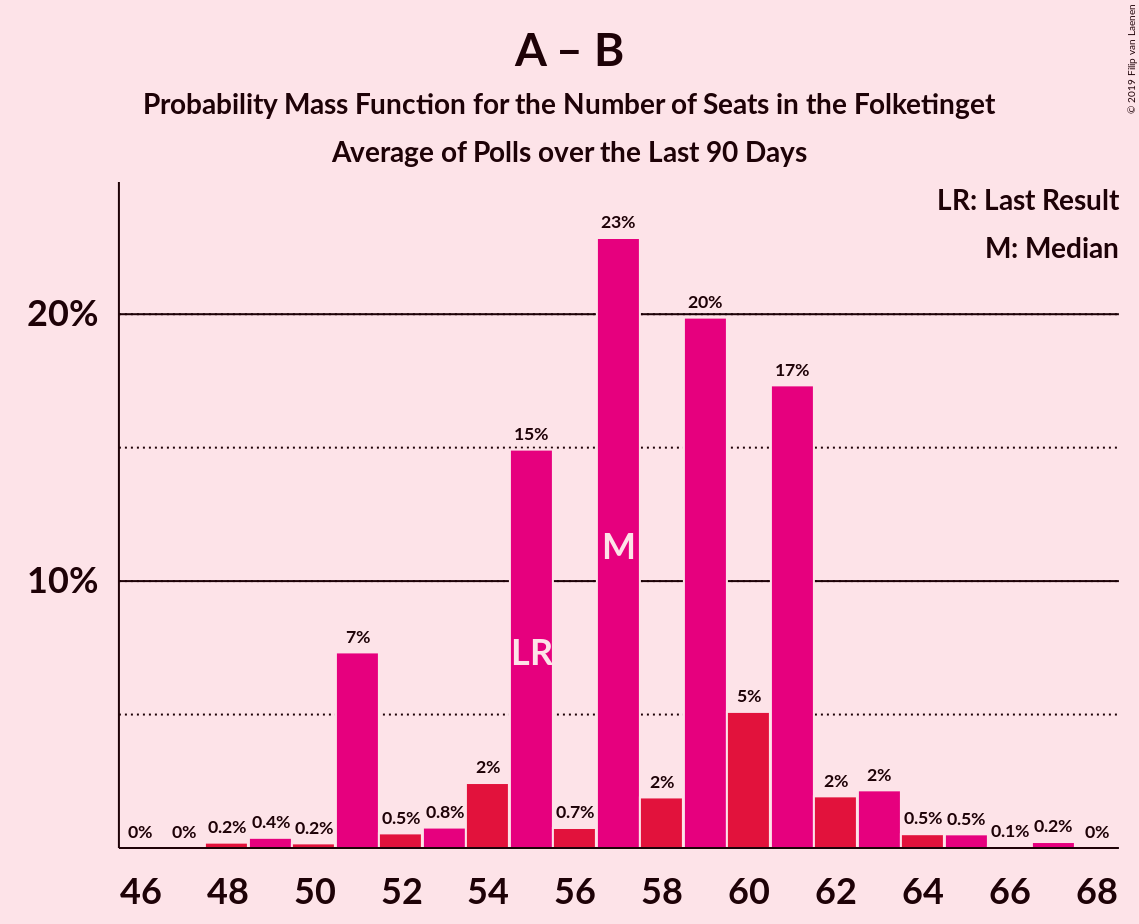 A – B
Probability Mass Function for the Number of Seats in the Folketinget
Average of Polls over the Last 90 Days
© 2019 Filip van Laenen
LR: Last Result
M: Median
20%
10%
0% 0% 0.2% 0.4% 0.2% 7% 0.5% 0.8% 2% 15% 0.7% 23% 2% 20% 5% 17% 2% 2% 0.5% 0.5% 0.1% 0.2% 0%
M
LR
46 48 50 52 54 56 58 60 62 64 66 68